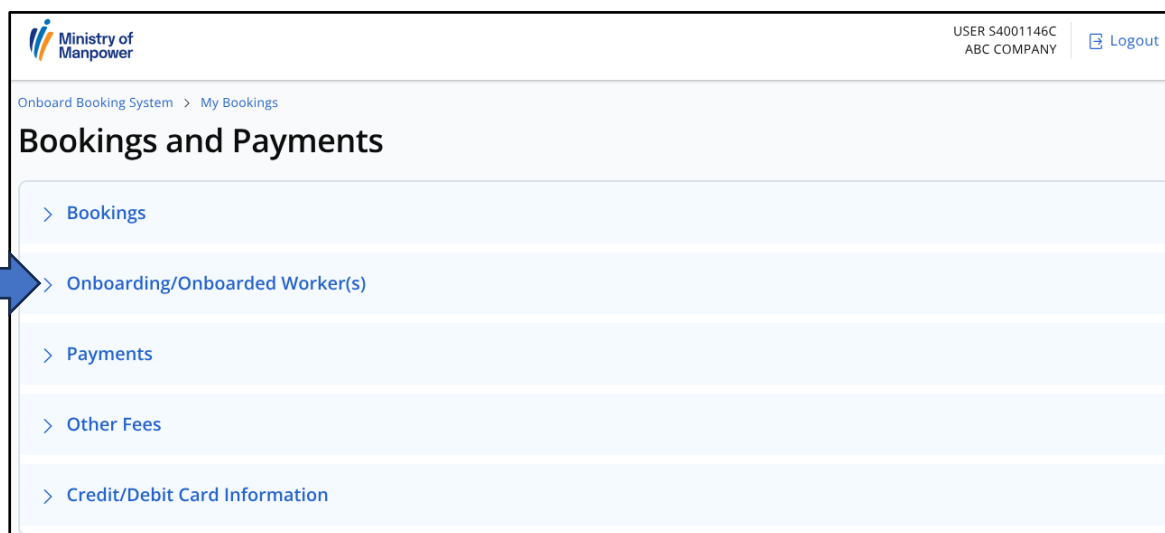 Ministry of
Manpower
USER S4001146C
ABC COMPANY
Logout
Onboard Booking System > My Bookings
Bookings and Payments
Bookings
Onboarding/Onboarded Worker(s)
Payments
Other Fees
Credit/Debit Card Information